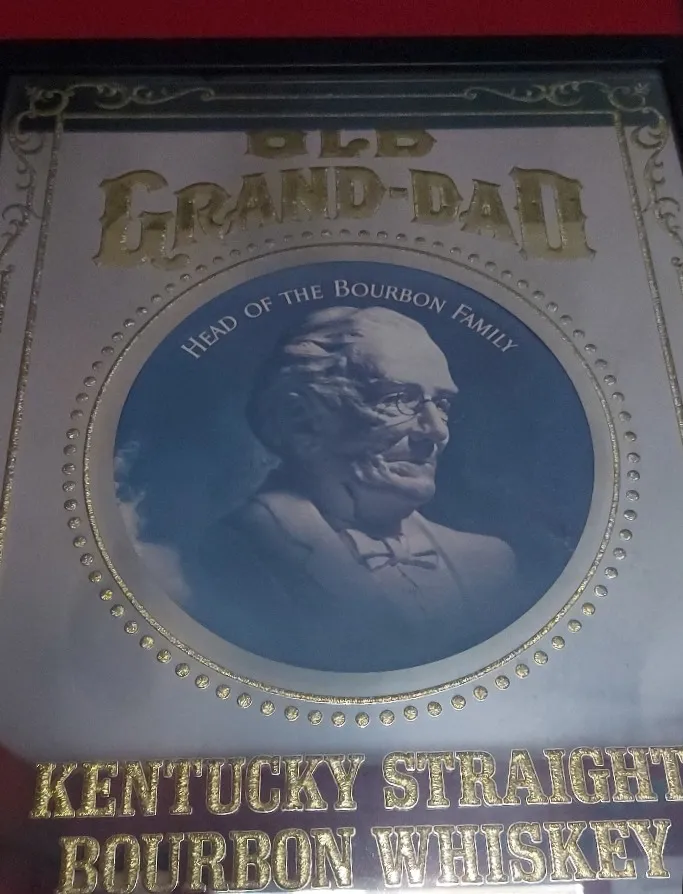 OLD
GRAND-DAD
HEAD OF THE BOURBON FAMILY
KENTUCKY STRAIGHT
BOURBON WHISKEY